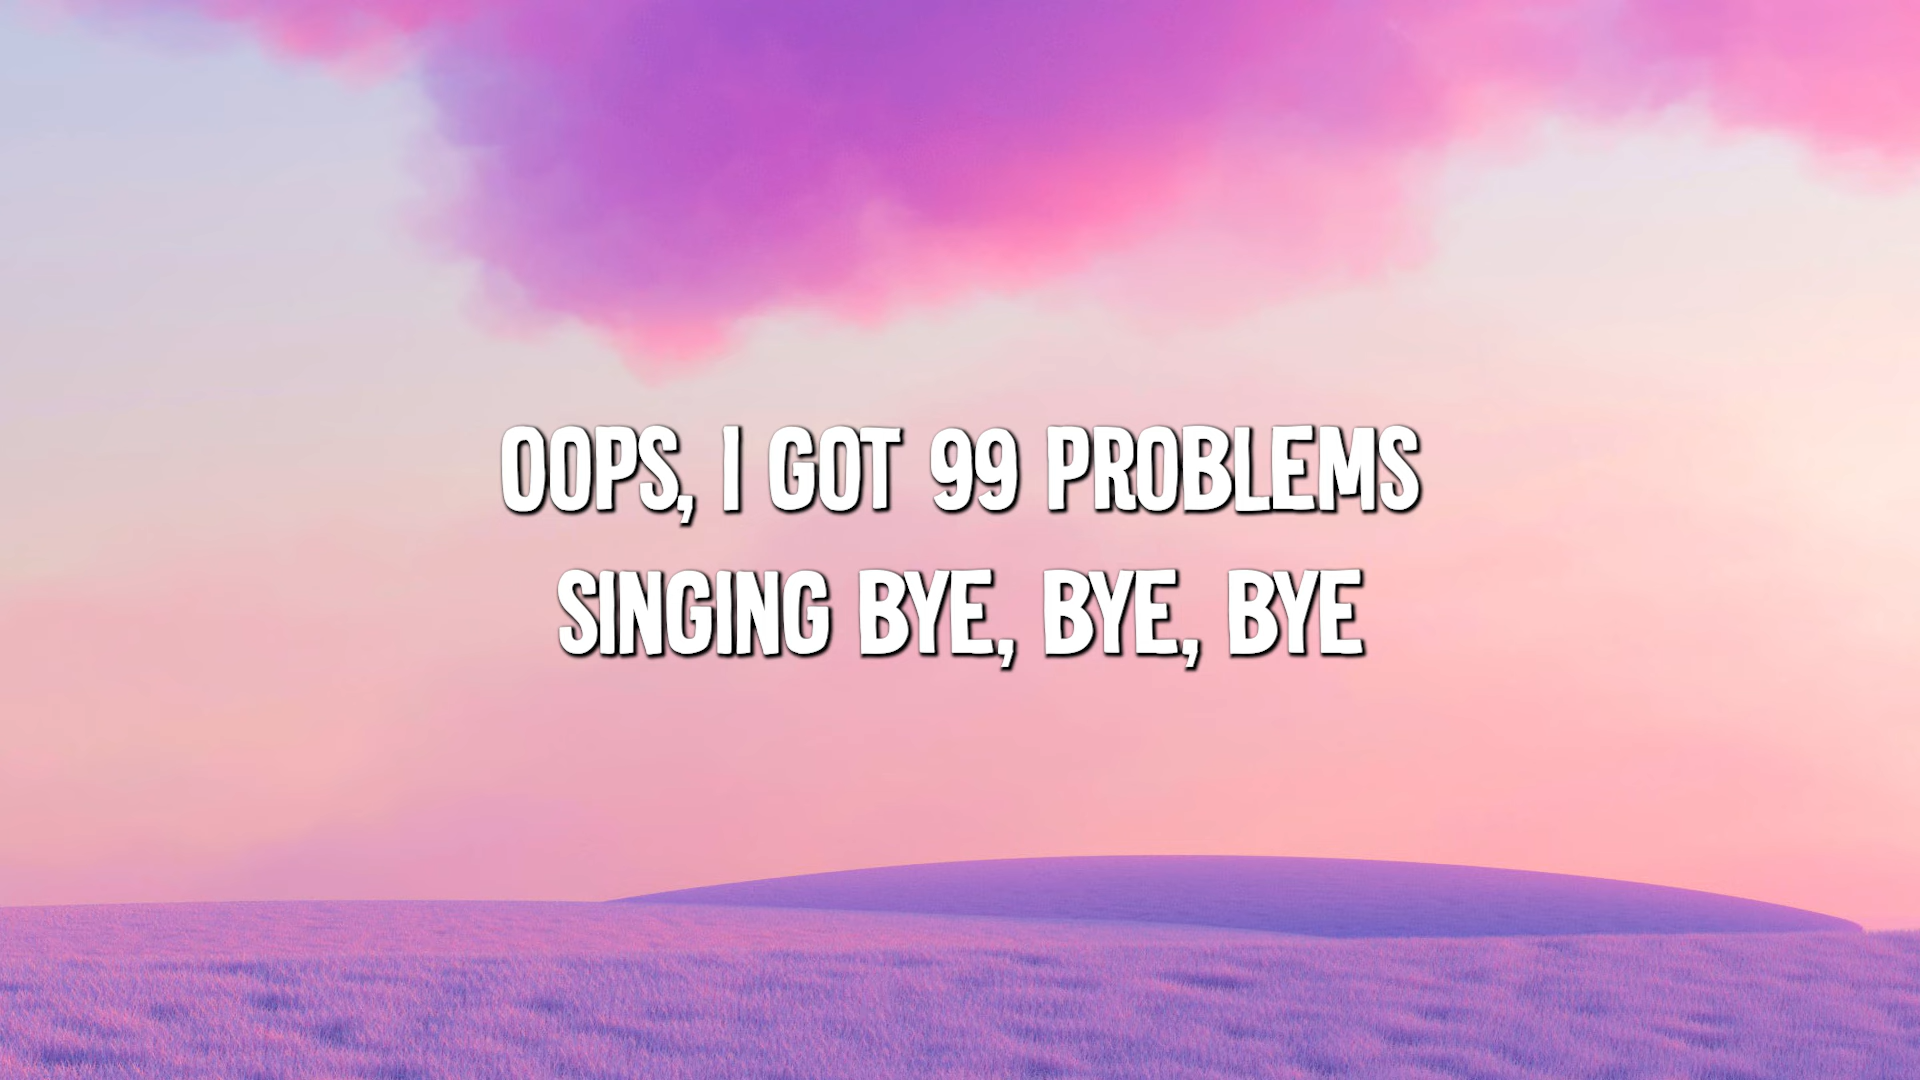 OOPS, I GOT 99 PROBLEMS
SINGING BYE, BYE, BYE